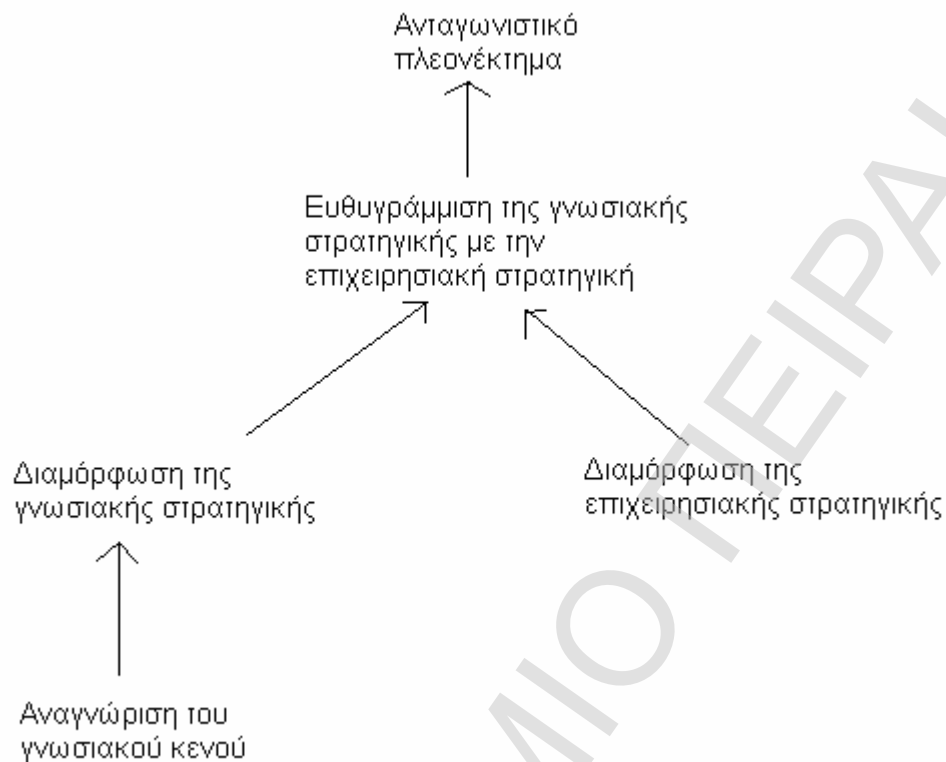 Ανταγωνιστικό
πλεονέκτημα
Ευθυγράμμιση της γνωσιακής
στρατηγικής με την
επιχειρησιακή στρατηγική
Διαμόρφωση της
γνωσιακής στρατηγικής
Διαμόρφωση της
επιχειρησιακής στρατηγικής
Αναγνώριση του
γνωσιακού κενού